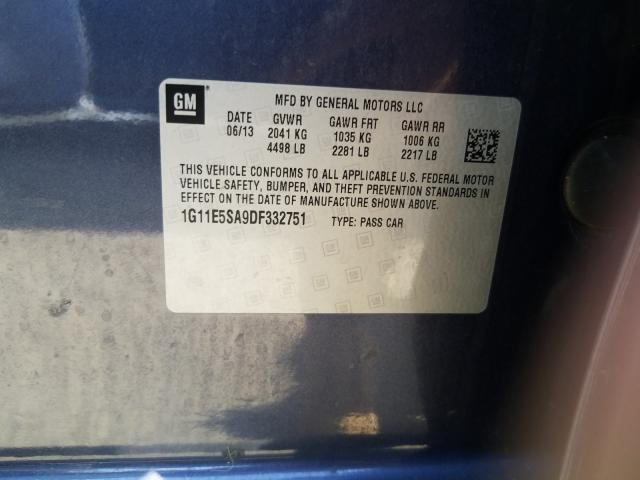 GM
MFD BY GENERAL MOTORS LLC
DATE GVWR GAWR FRT GAWR RR
06/13 2041 KG 1035 KG 1006 KG
4498 LB 2281 LB 2217 LB
THIS VEHICLE CONFORMS TO ALL APPLICABLE U.S. FEDERAL MOTOR
VEHICLE SAFETY, BUMPER, AND THEFT PREVENTION STANDARDS IN
EFFECT ON THE DATE OF MANUFACTURE SHOWN ABOVE.
1G11E5SA9DF332751 TYPE: PASS CAR